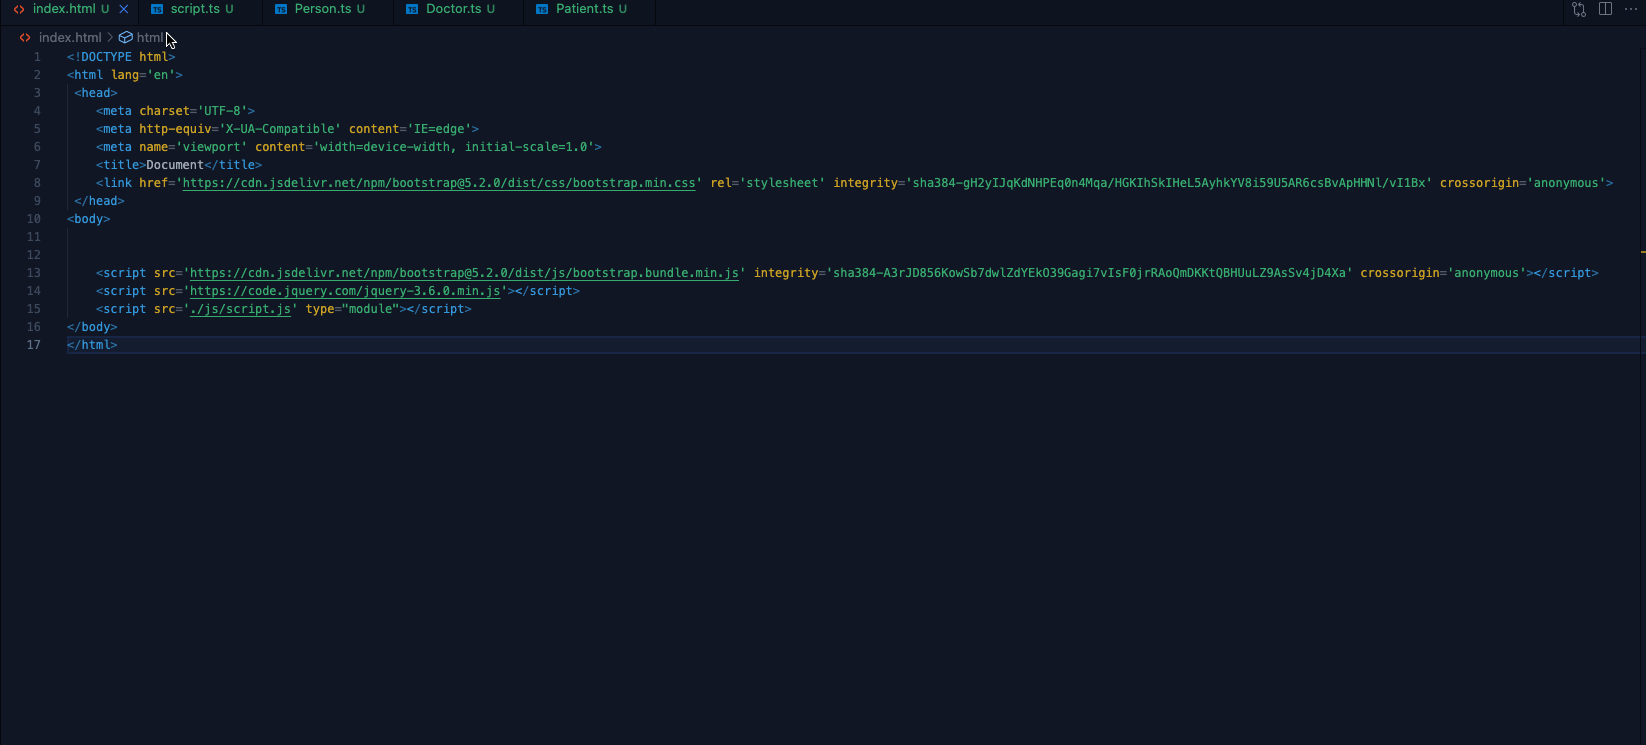 index.html U
script.ts U
Person.ts U
Doctor.ts U
Patient.ts U
index.html > html
1 <!DOCTYPE html>
2 <html lang='en'>
3 <head>
4 <meta charset='UTF-8'>
5 <meta http-equiv='X-UA-Compatible' content='IE=edge'>
6 <meta name='viewport' content='width=device-width, initial-scale=1.0'>
7 <title>Document</title>
8 <link href='https://cdn.jsdelivr.net/npm/bootstrap@5.2.0/dist/css/bootstrap.min.css' rel='stylesheet' integrity='sha384-gH2yIJqKdNHPEq0n4Mqa/HGKIhSkIHeL5AyhkYV8i59U5AR6csBvApHHNl/vI1Bx' crossorigin='anonymous'>
9 </head>
10 <body>
11
12
13 <script src='https://cdn.jsdelivr.net/npm/bootstrap@5.2.0/dist/js/bootstrap.bundle.min.js' integrity='sha384-A3rJD856KowSb7dwlZdYEkO39Gagi7vIsF0jrRAoQmDKKtQBHUuLZ9AsSv4jD4Xa' crossorigin='anonymous'></script>
14 <script src='https://code.jquery.com/jquery-3.6.0.min.js'></script>
15 <script src='./js/script.js' type="module"></script>
16 </body>
17 </html>